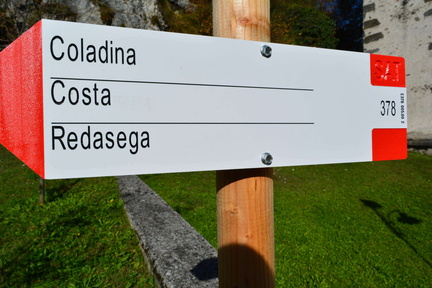 Coladina
Costa
Redasega
378